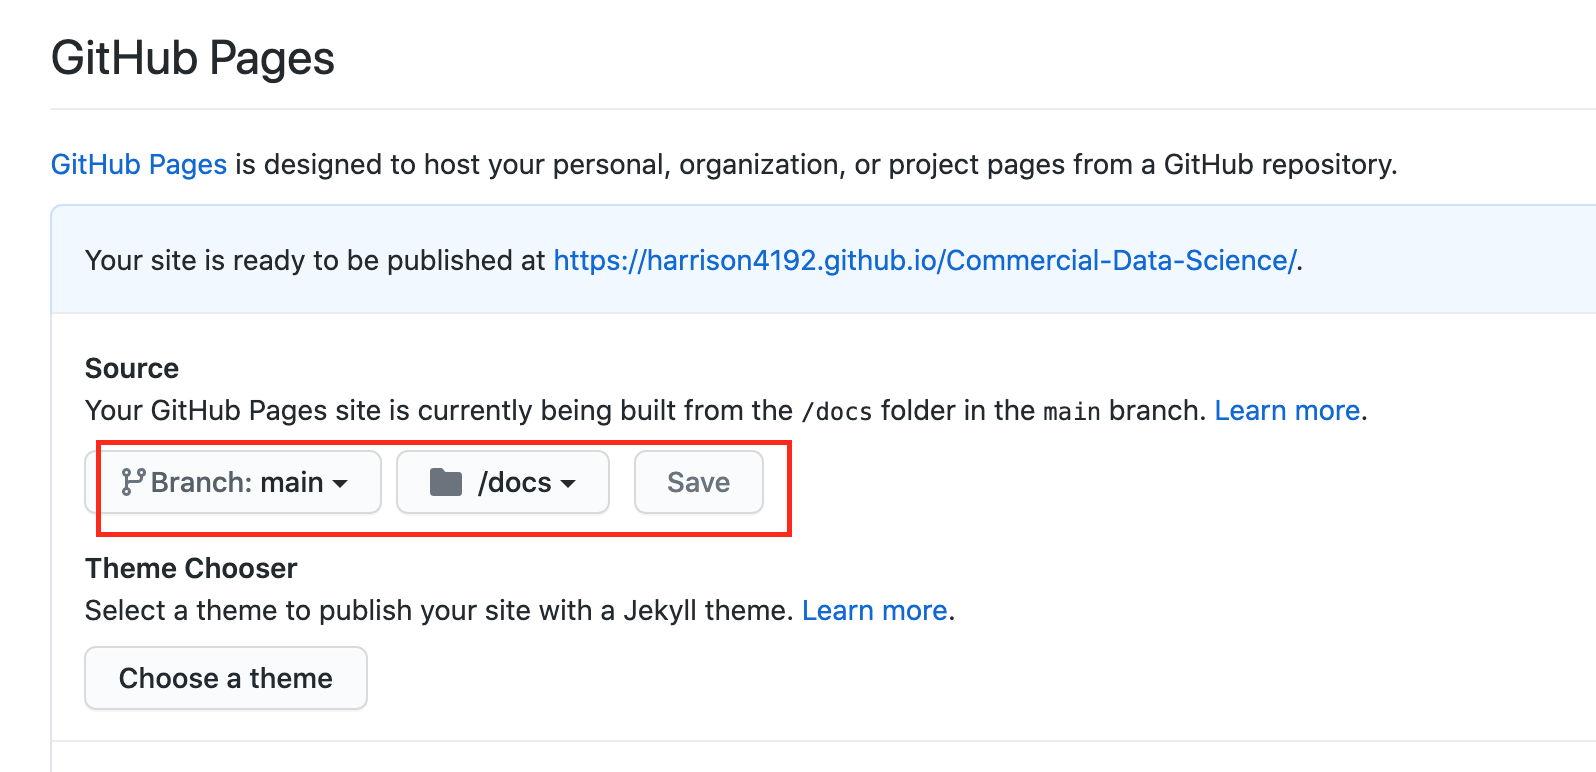 GitHub Pages
GitHub Pages is designed to host your personal, organization, or project pages from a GitHub repository.
Your site is ready to be published at https://harrison4192.github.io/Commercial-Data-Science/.
Source
Your GitHub Pages site is currently being built from the /docs folder in the main branch. Learn more.
Branch: main /docs Save
Theme Chooser
Select a theme to publish your site with a Jekyll theme. Learn more.
Choose a theme